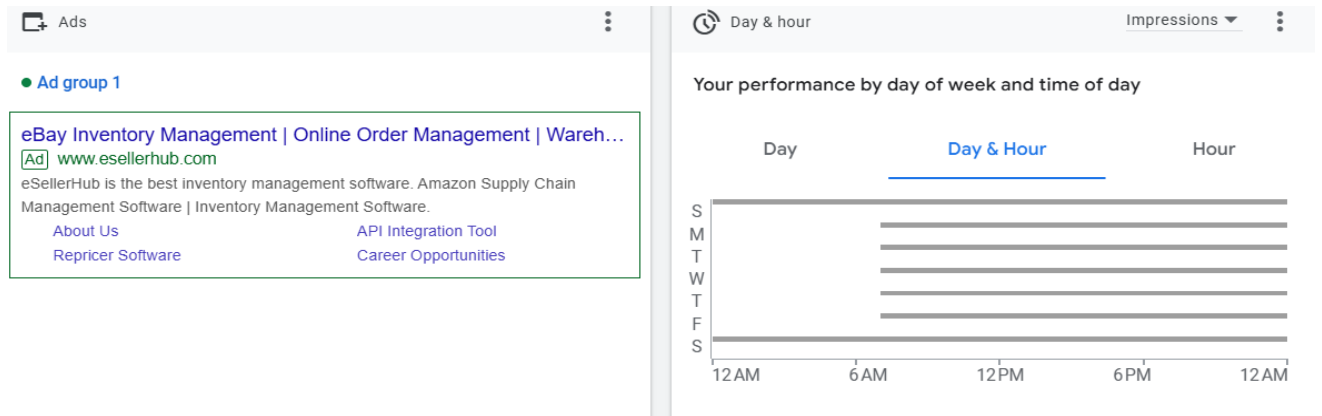 Ads
Ad group 1
eBay Inventory Management | Online Order Management | Wareh...
Ad www.esellerhub.com
eSellerHub is the best inventory management software. Amazon Supply Chain
Management Software | Inventory Management Software.
About Us API Integration Tool
Repricer Software Career Opportunities
Day & hour Impressions
Your performance by day of week and time of day
Day Day & Hour Hour
S
M
T
W
T
F
S
12 AM 6 AM 12 PM 6 PM 12 AM